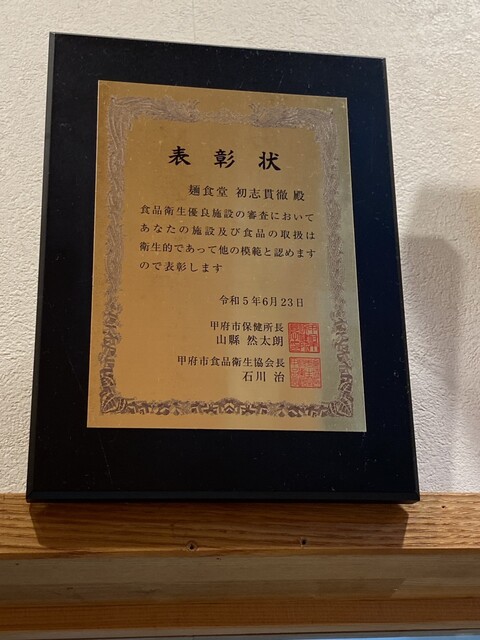 表彰状
麺食堂 初志貫徹 殿
食品衛生優良施設の審査において
あなたの施設及び食品の取扱は
衛生的であって他の模範と認めます
ので表彰します
令和5年6月23日
甲府市保健所長
山縣 然太朗
甲府市食品衛生協会長
石川 治